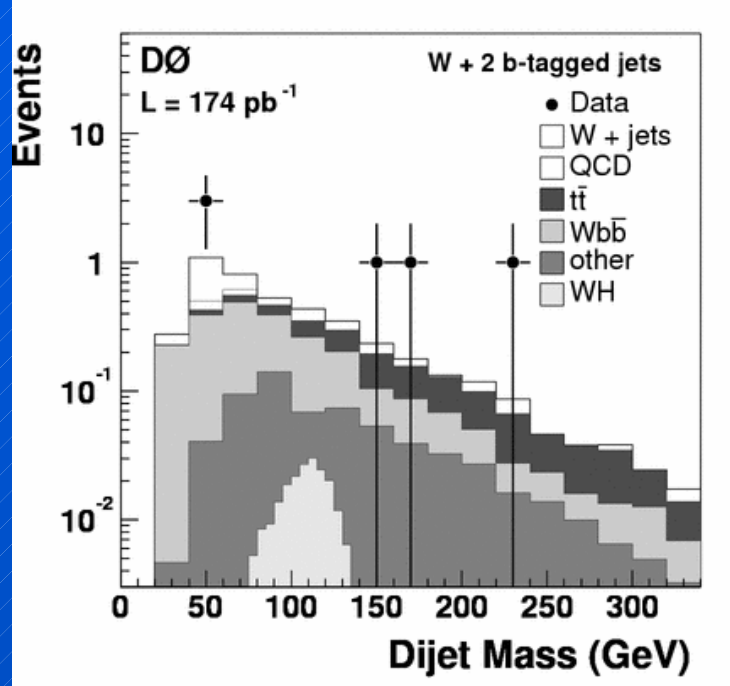 DØ
W + 2 b-tagged jets
L = 174 pb⁻¹
Data
W + jets
QCD
tt̄
Wbb̄
other
WH
Events
10
1
10⁻¹
10⁻²
0 50 100 150 200 250 300
Dijet Mass (GeV)